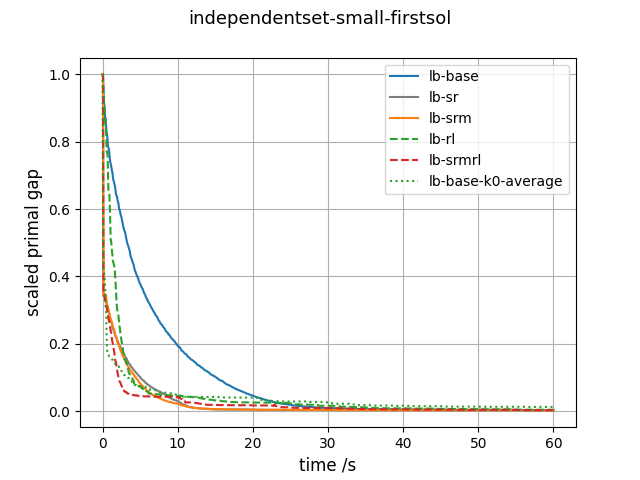 independentset-small-firstsol
scaled primal gap
1.0
0.8
0.6
0.4
0.2
0.0
lb-base
lb-sr
lb-srm
lb-rl
lb-srmrl
lb-base-k0-average
0 10 20 30 40 50 60
time /s